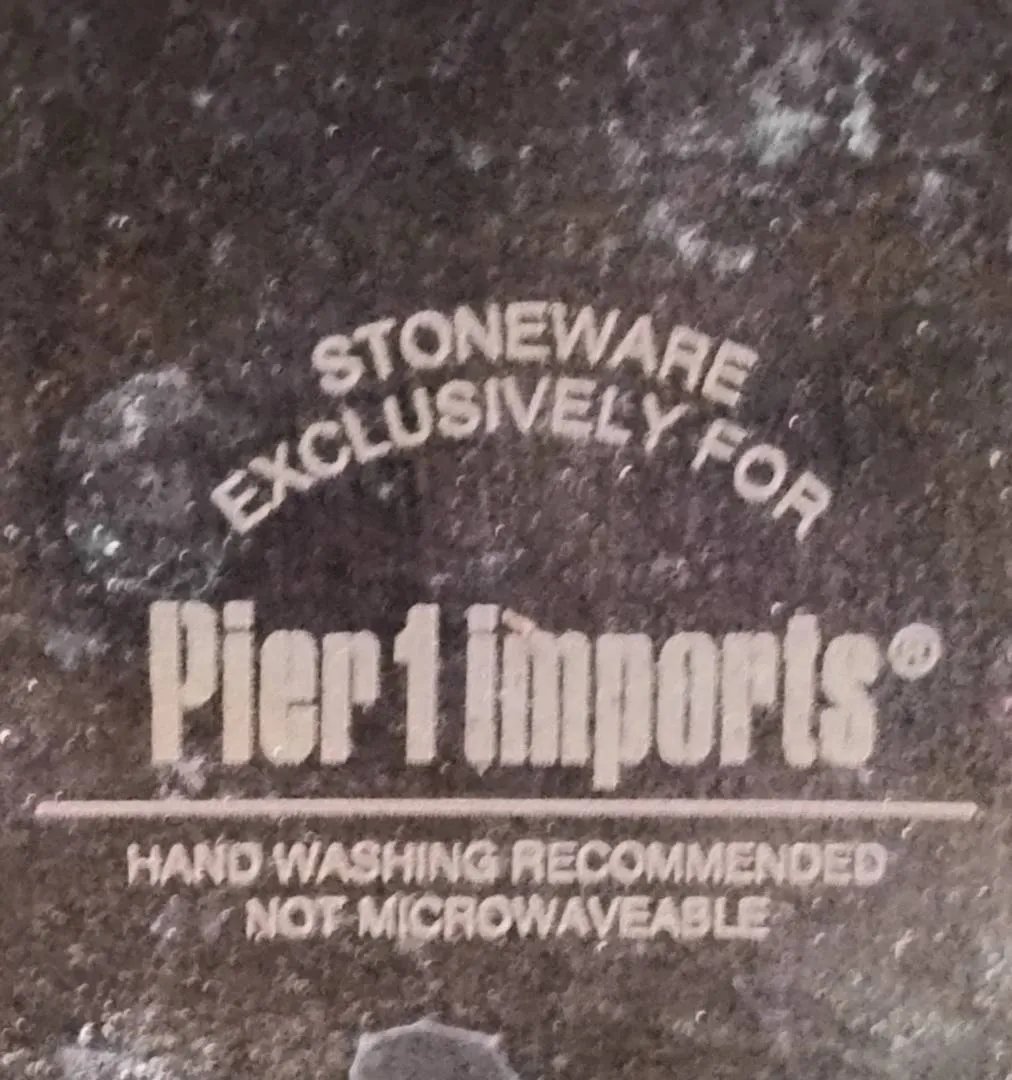 STONEWARE
EXCLUSIVELY FOR
Pier 1 imports®
HAND WASHING RECOMMENDED
NOT MICROWAVEABLE